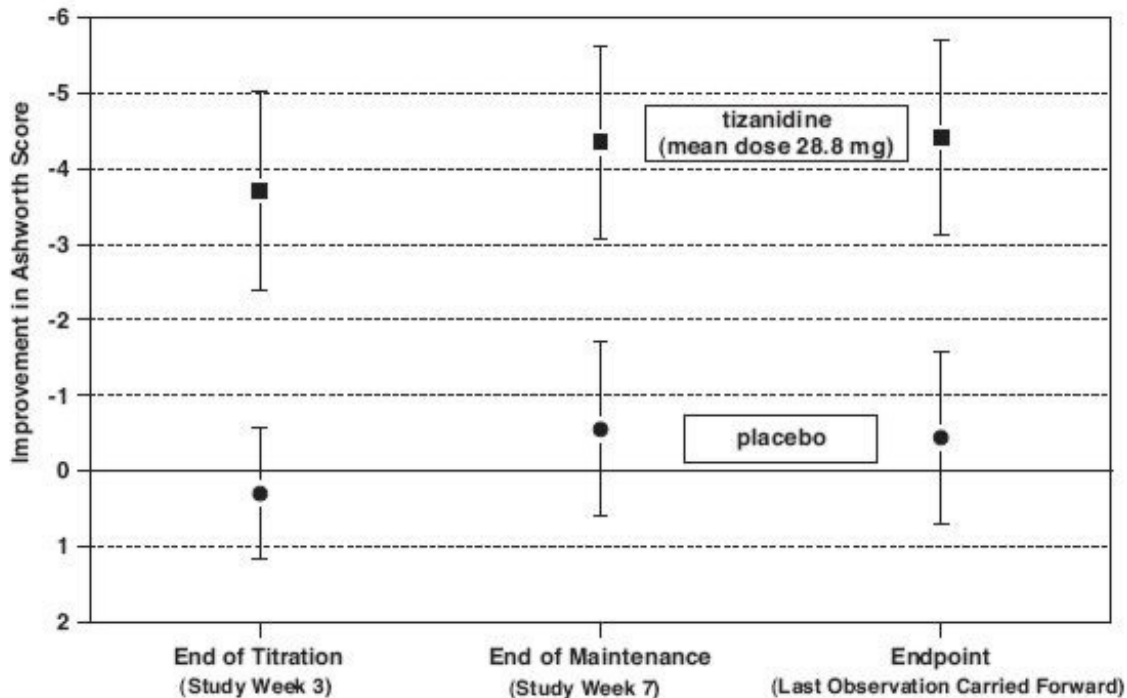 Improvement in Ashworth Score
-6
-5
-4
-3
-2
-1
0
1
2
tizanidine
(mean dose 28.8 mg)
placebo
End of Titration
(Study Week 3)
End of Maintenance
(Study Week 7)
Endpoint
(Last Observation Carried Forward)